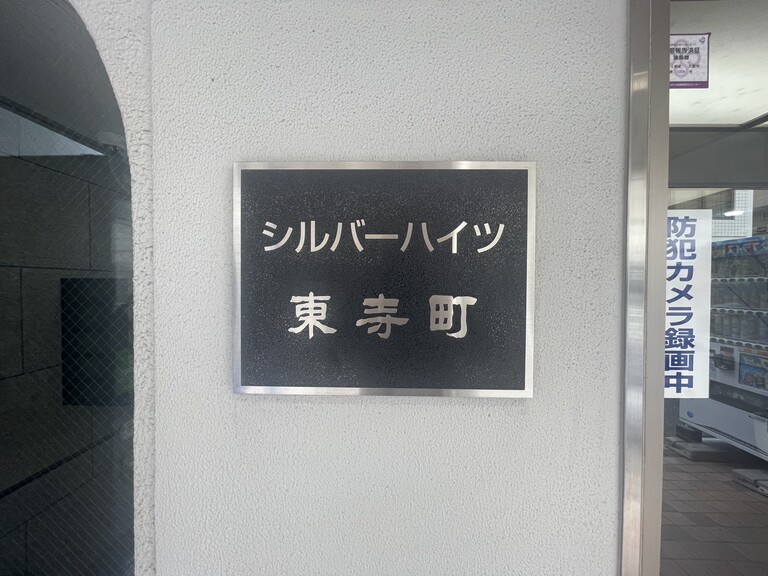 シルバーハイツ
東寺町
防犯カメラ録画中